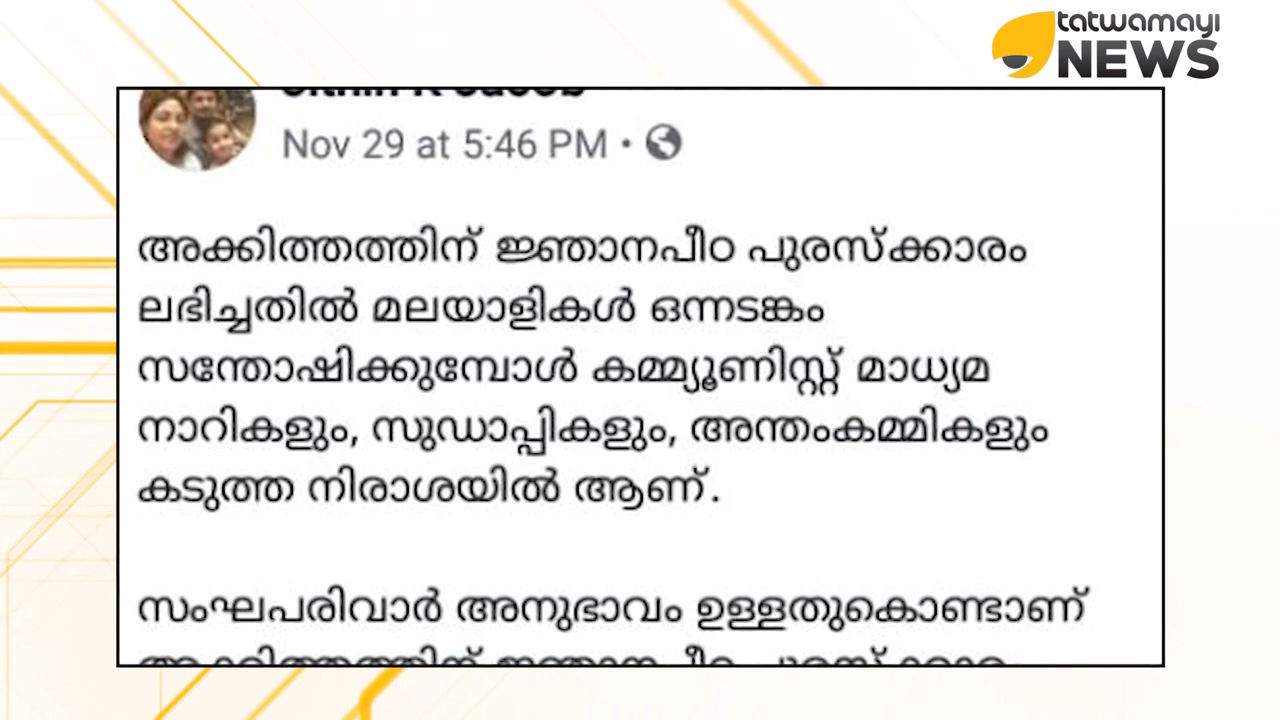 tatwamayi
NEWS
Nov 29 at 5:46 PM •
അക്കിത്തത്തിന് ജ്ഞാനപീഠ പുരസ്ക്കാരം
ലഭിച്ചതിൽ മലയാളികൾ ഒന്നടങ്കം
സന്തോഷിക്കുമ്പോൾ കമ്മ്യൂണിസ്റ്റ് മാധ്യമ
നാറികളും, സുഡാപ്പികളും, അന്തംകമ്മികളും
കടുത്ത നിരാശയിൽ ആണ്.
സംഘപരിവാർ അനുഭാവം ഉള്ളതുകൊണ്ടാണ്